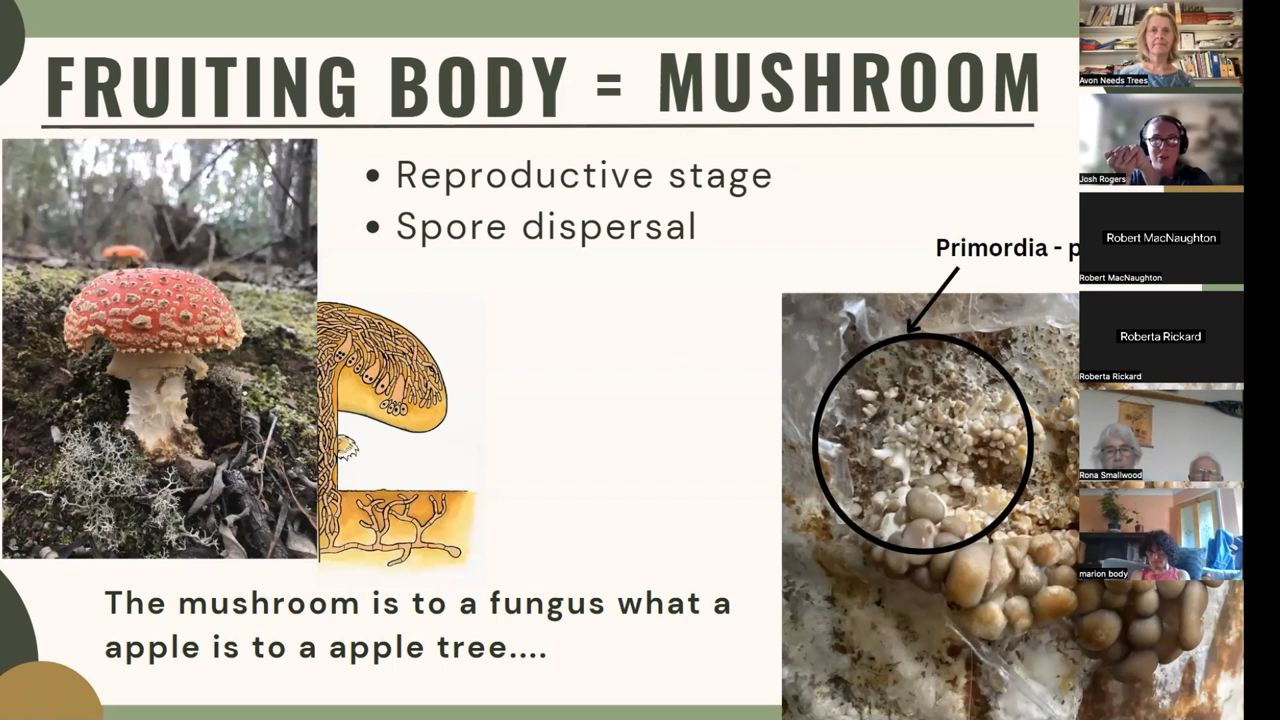 FRUITING BODY = MUSHROOM
• Reproductive stage
• Spore dispersal
Primordia - p
The mushroom is to a fungus what a
apple is to a apple tree....
Avon Needs Trees
Josh Rogers
Robert MacNaughton
Robert MacNaughton
Roberta Rickard
Roberta Rickard
Rona Smallwood
marion body